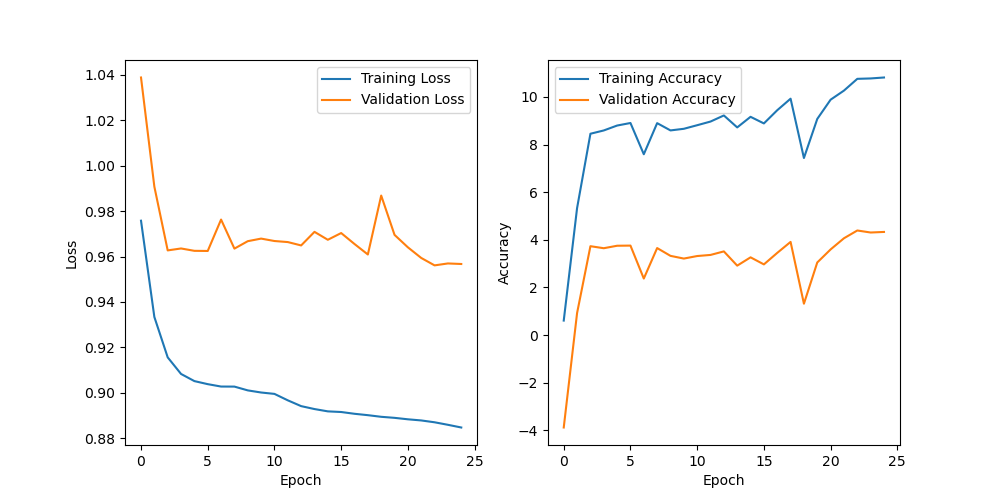 1.04
1.02
1.00
0.98
0.96
0.94
0.92
0.90
0.88
Loss
0 5 10 15 20 25
Epoch
Training Loss
Validation Loss
10
8
6
4
2
0
−2
−4
Accuracy
0 5 10 15 20 25
Epoch
Training Accuracy
Validation Accuracy